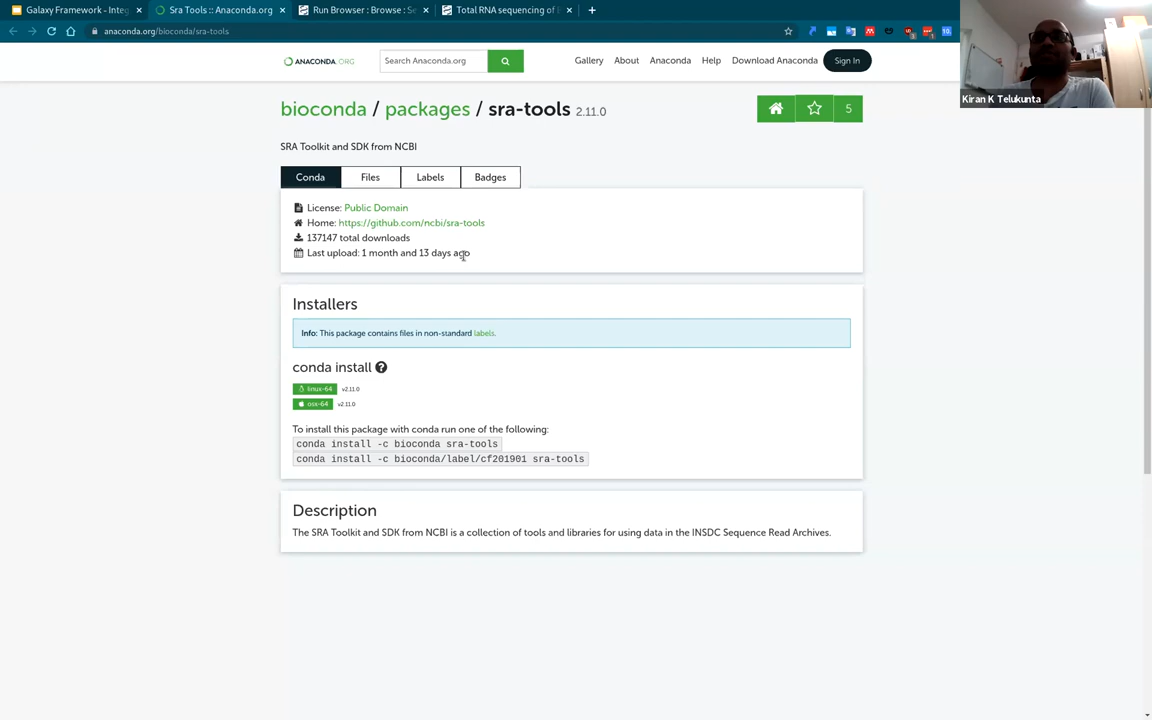 Galaxy Framework - Integ
Sra Tools :: Anaconda.org
Run Browser : Browse : Se
Total RNA sequencing of
anaconda.org/bioconda/sra-tools
ANACONDA.ORG
Search Anaconda.org
Gallery About Anaconda Help Download Anaconda Sign In
Kiran K Telukunta
bioconda / packages / sra-tools 2.11.0
5
SRA Toolkit and SDK from NCBI
Conda Files Labels Badges
License: Public Domain
Home: https://github.com/ncbi/sra-tools
137147 total downloads
Last upload: 1 month and 13 days ago
Installers
Info: This package contains files in non-standard labels.
conda install ?
linux-64 v2.11.0
osx-64 v2.11.0
To install this package with conda run one of the following:
conda install -c bioconda sra-tools
conda install -c bioconda/label/cf201901 sra-tools
Description
The SRA Toolkit and SDK from NCBI is a collection of tools and libraries for using data in the INSDC Sequence Read Archives.